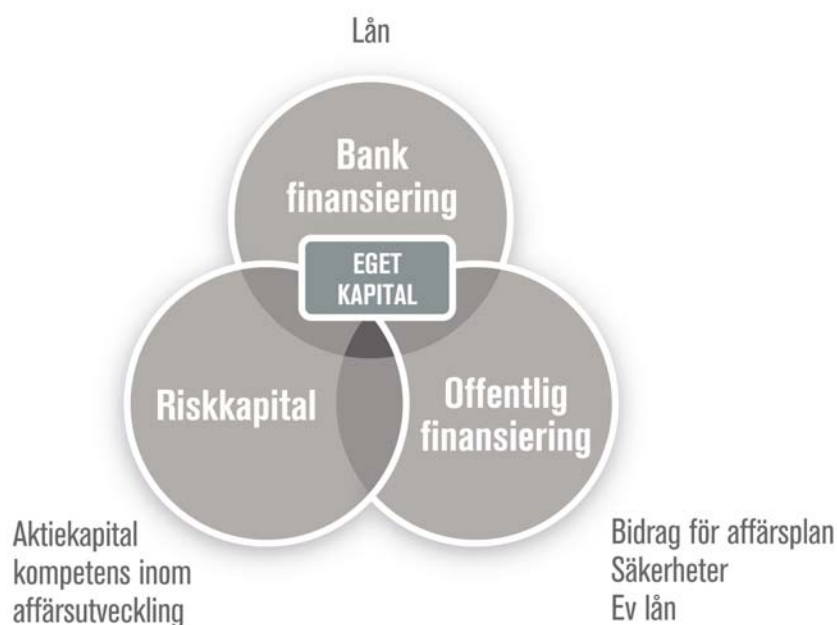 Lån
Bank
finansiering
EGET
KAPITAL
Riskkapital
Offentlig
finansiering
Aktiekapital
kompetens inom
affärsutveckling
Bidrag för affärsplan
Säkerheter
Ev lån